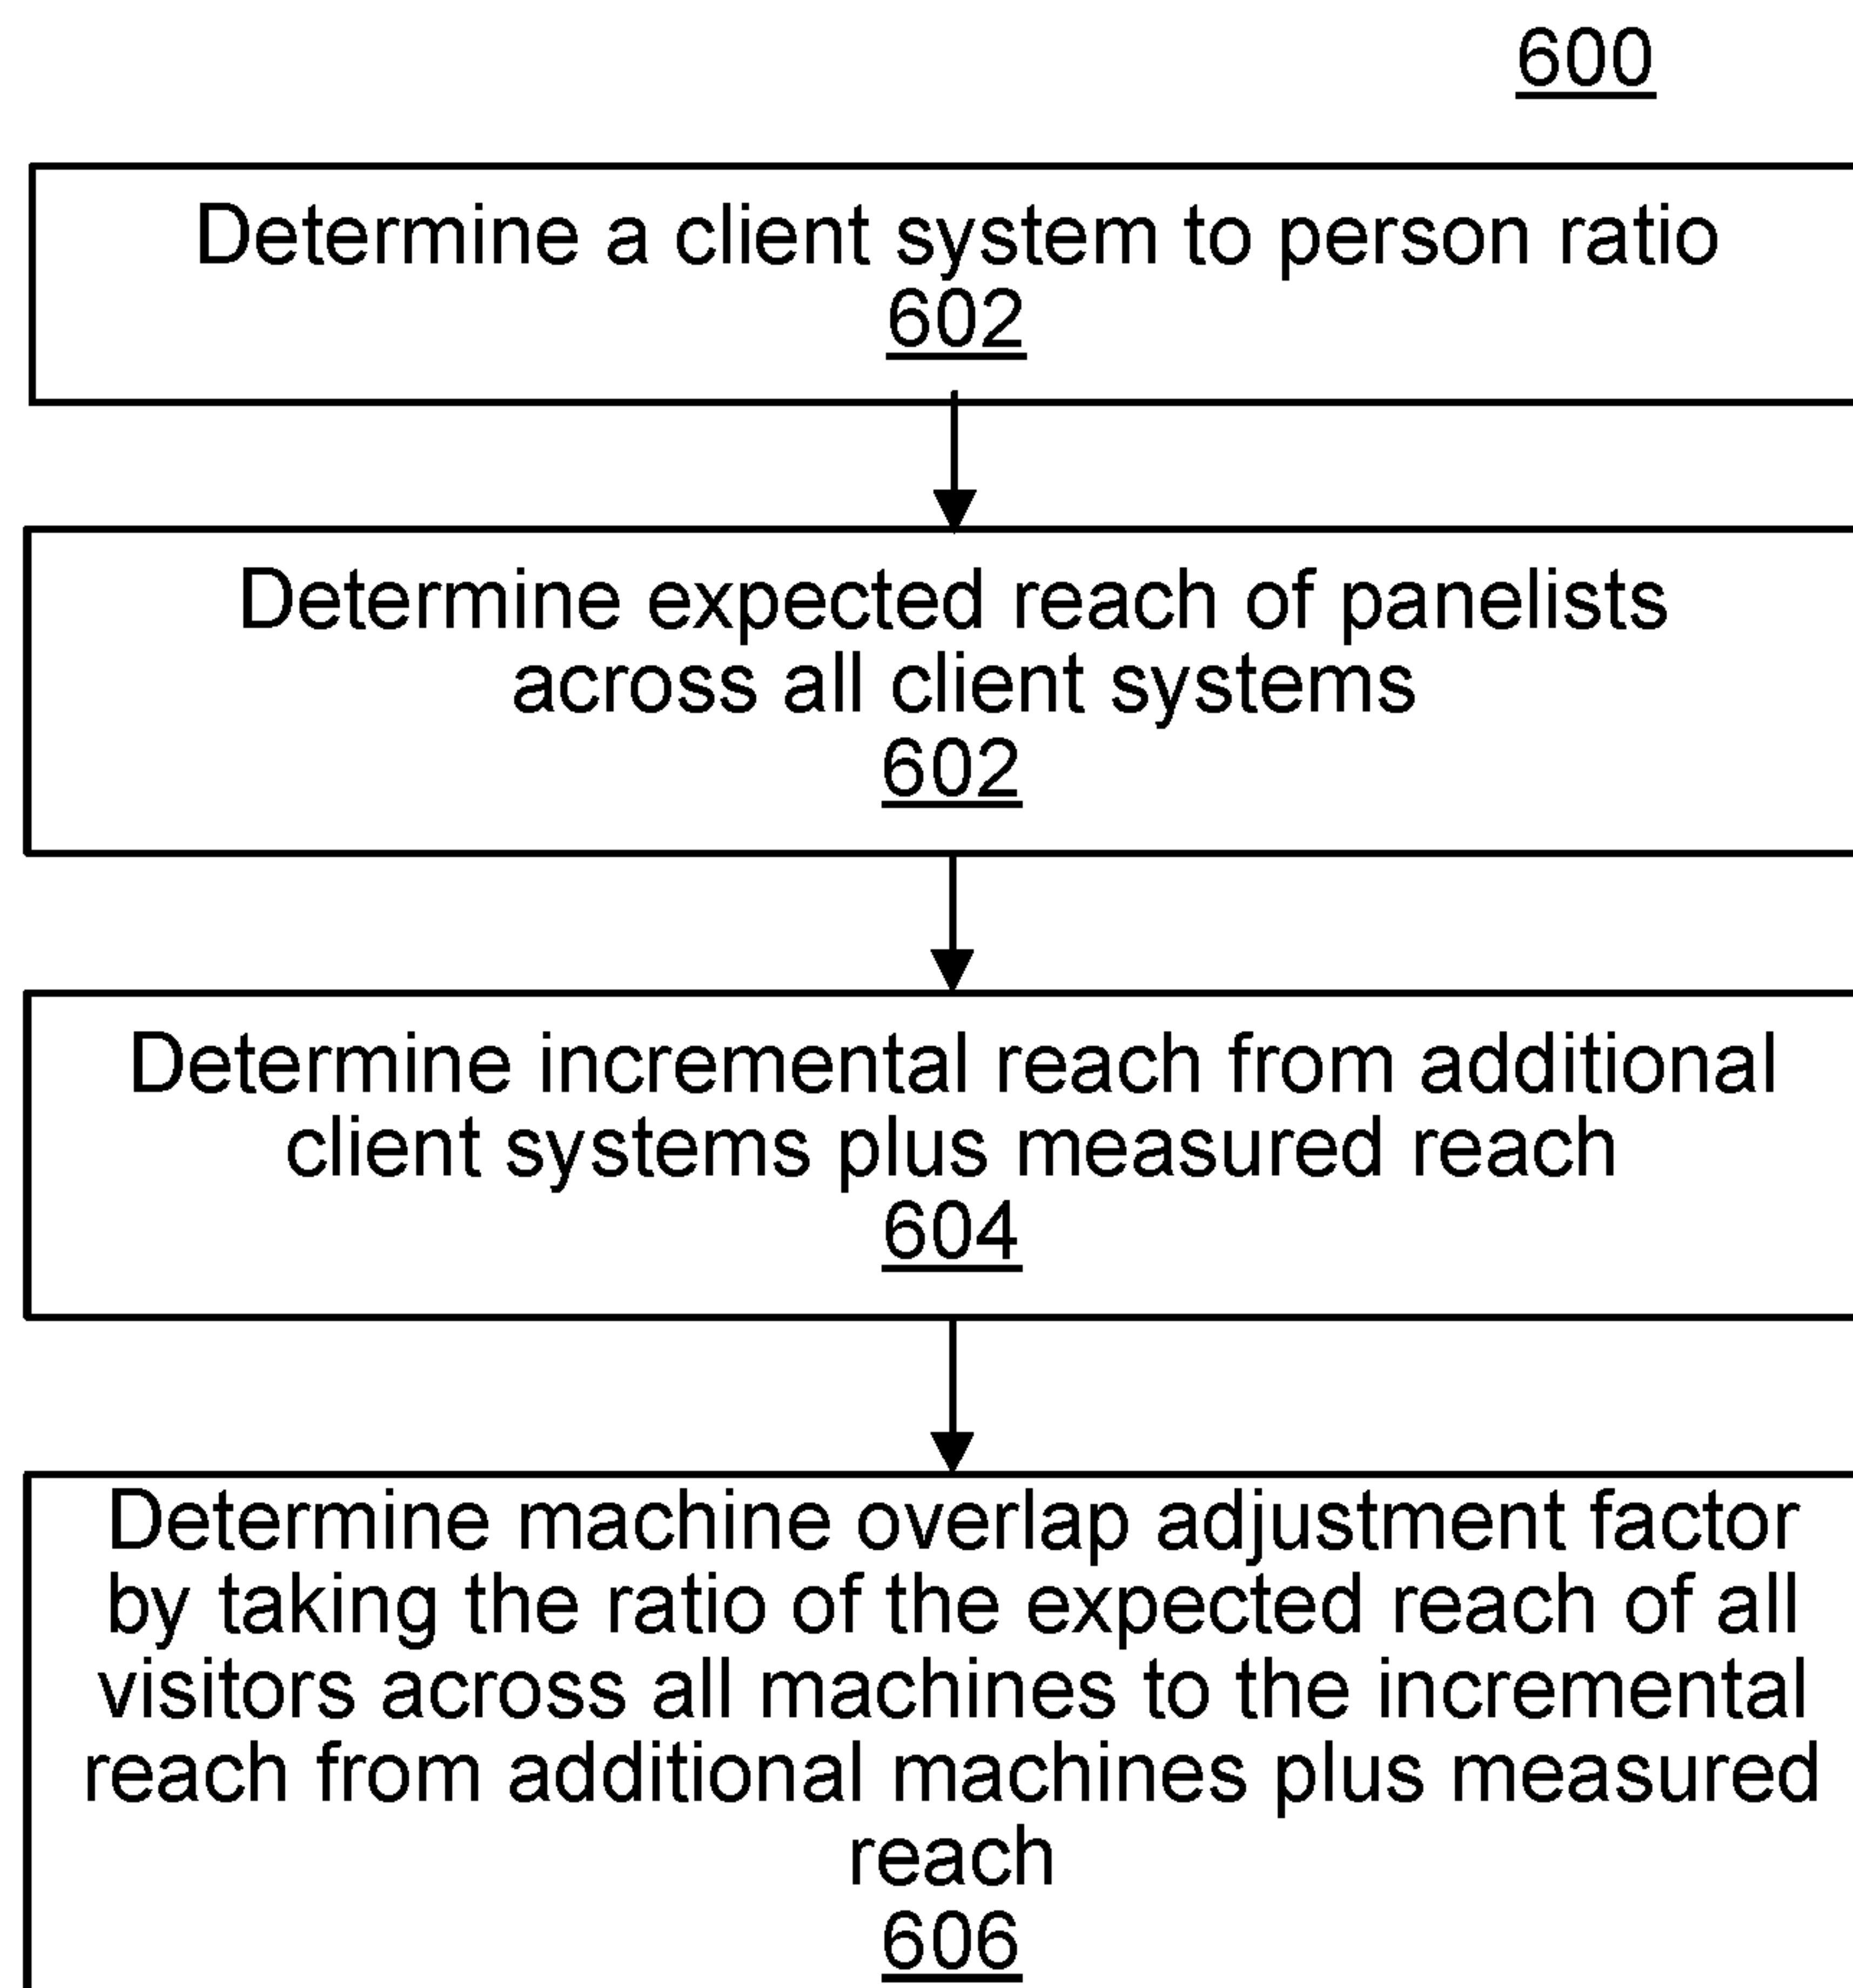 600
Determine a client system to person ratio
602
Determine expected reach of panelists
across all client systems
602
Determine incremental reach from additional
client systems plus measured reach
604
Determine machine overlap adjustment factor
by taking the ratio of the expected reach of all
visitors across all machines to the incremental
reach from additional machines plus measured
reach
606